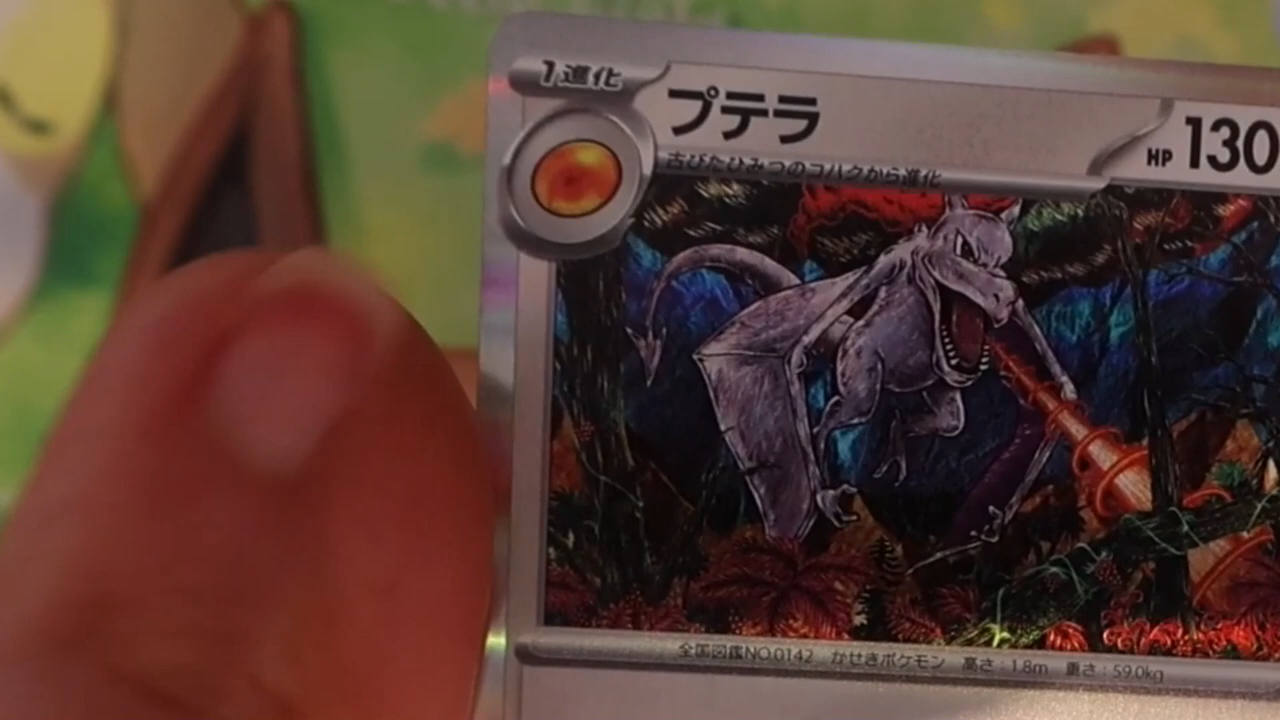 1進化
プテラ
HP 130
古びたひみつのコハクから進化
全国図鑑NO.0142 かせきポケモン 高さ：1.8m 重さ：59.0kg